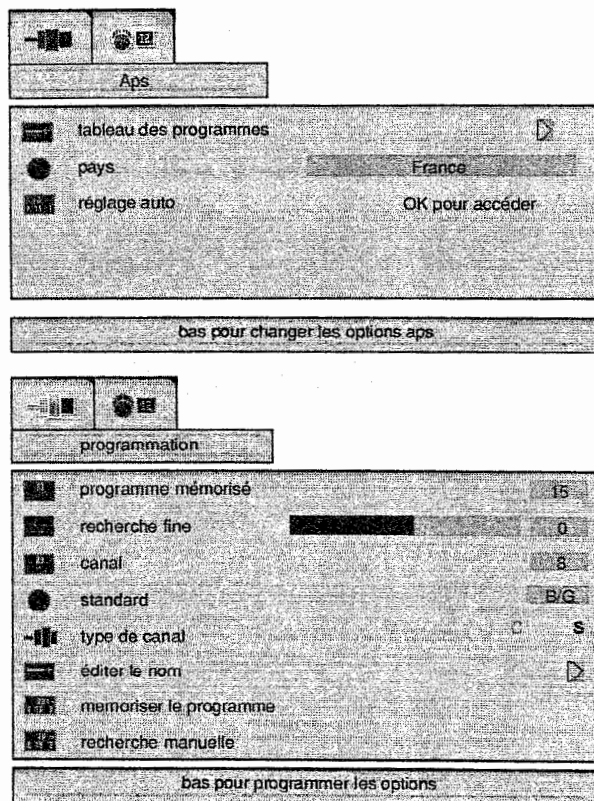 12
Aps
tableau des programmes
pays France
réglage auto OK pour accéder
bas pour changer les options aps
12
programmation
programme mémorisé 15
recherche fine 0
canal 8
standard B/G
type de canal C S
éditer le nom
memoriser le programme
recherche manuelle
bas pour programmer les options